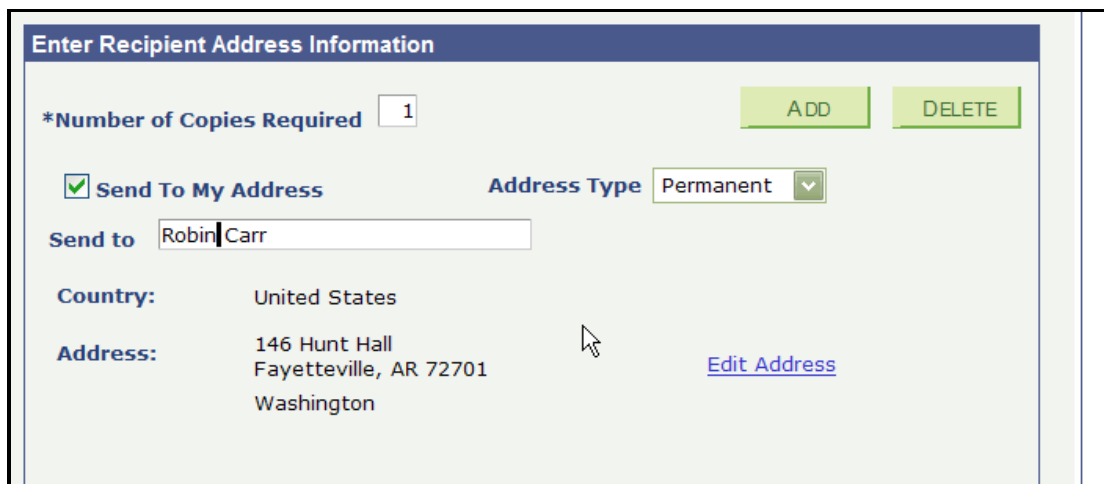 Enter Recipient Address Information
*Number of Copies Required 1 ADD DELETE
Send To My Address Address Type Permanent
Send to Robin Carr
Country: United States
Address: 146 Hunt Hall
Fayetteville, AR 72701 Edit Address
Washington